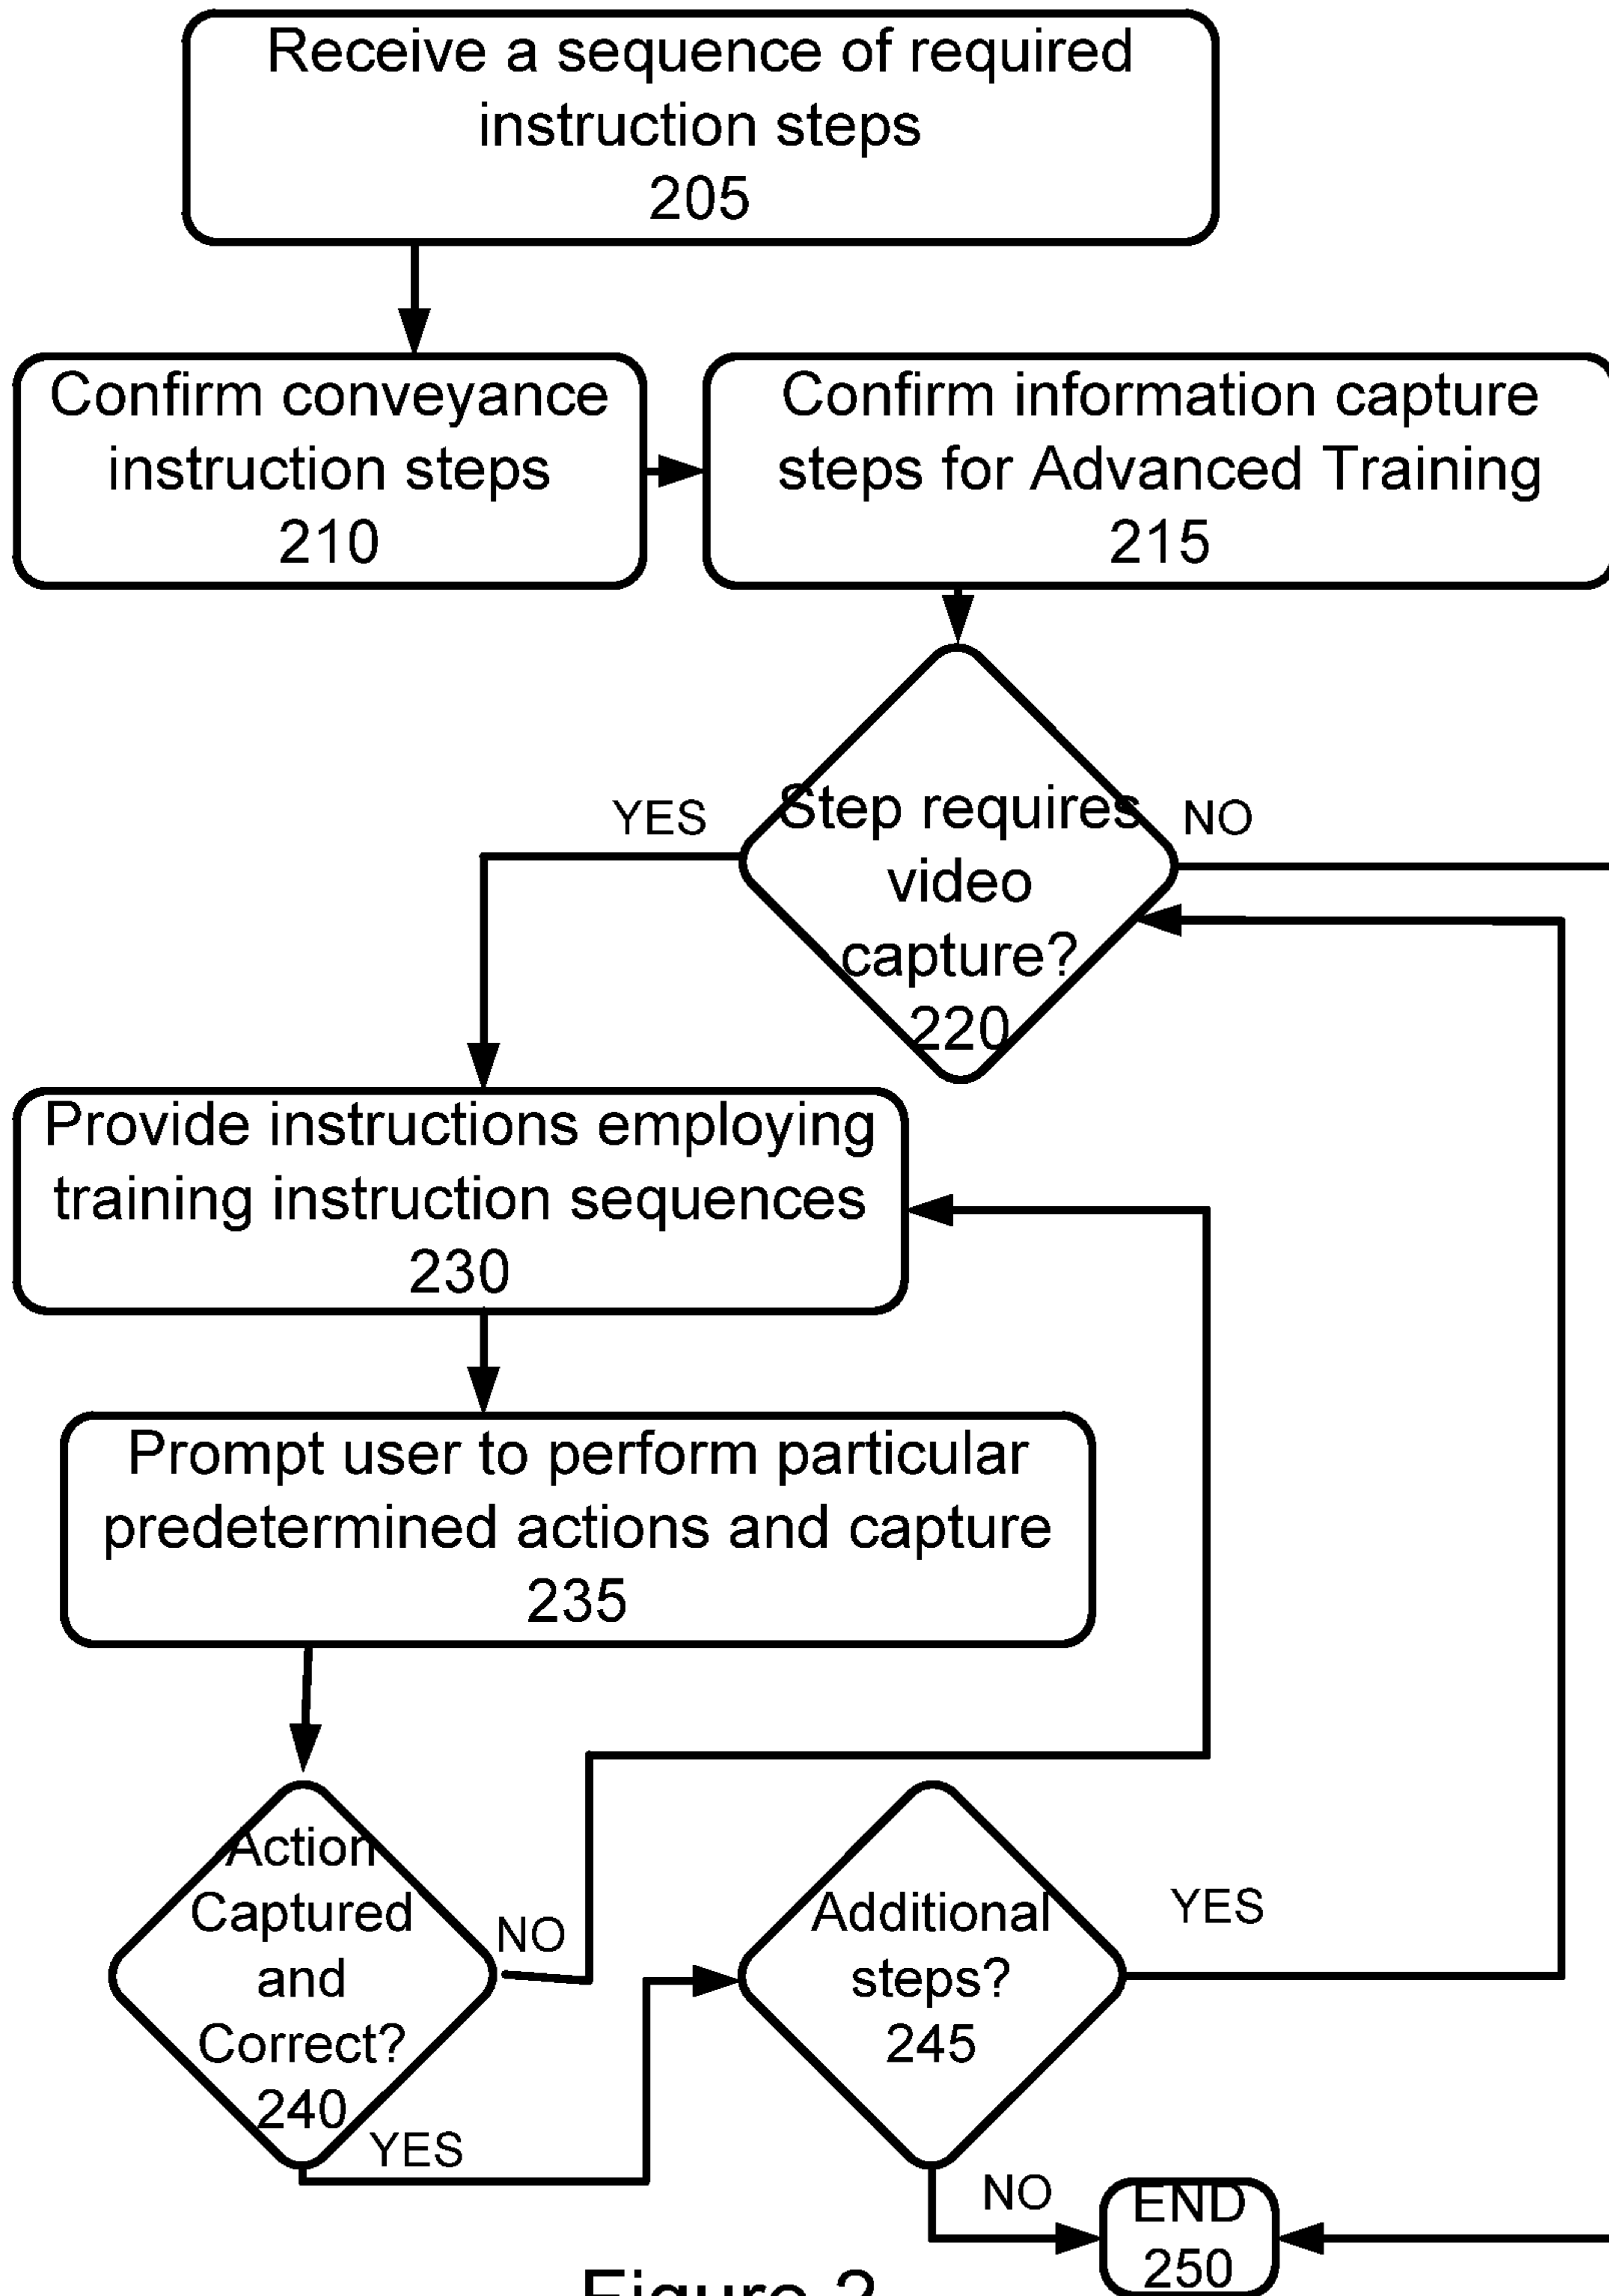 Receive a sequence of required
instruction steps
205
Confirm conveyance
instruction steps
210
Confirm information capture
steps for Advanced Training
215
YES
Step requires
video
capture?
220
NO
Provide instructions employing
training instruction sequences
230
Prompt user to perform particular
predetermined actions and capture
235
Action
Captured
and
Correct?
240
NO
YES
Additional
steps?
245
YES
NO
END
250
Figure 2